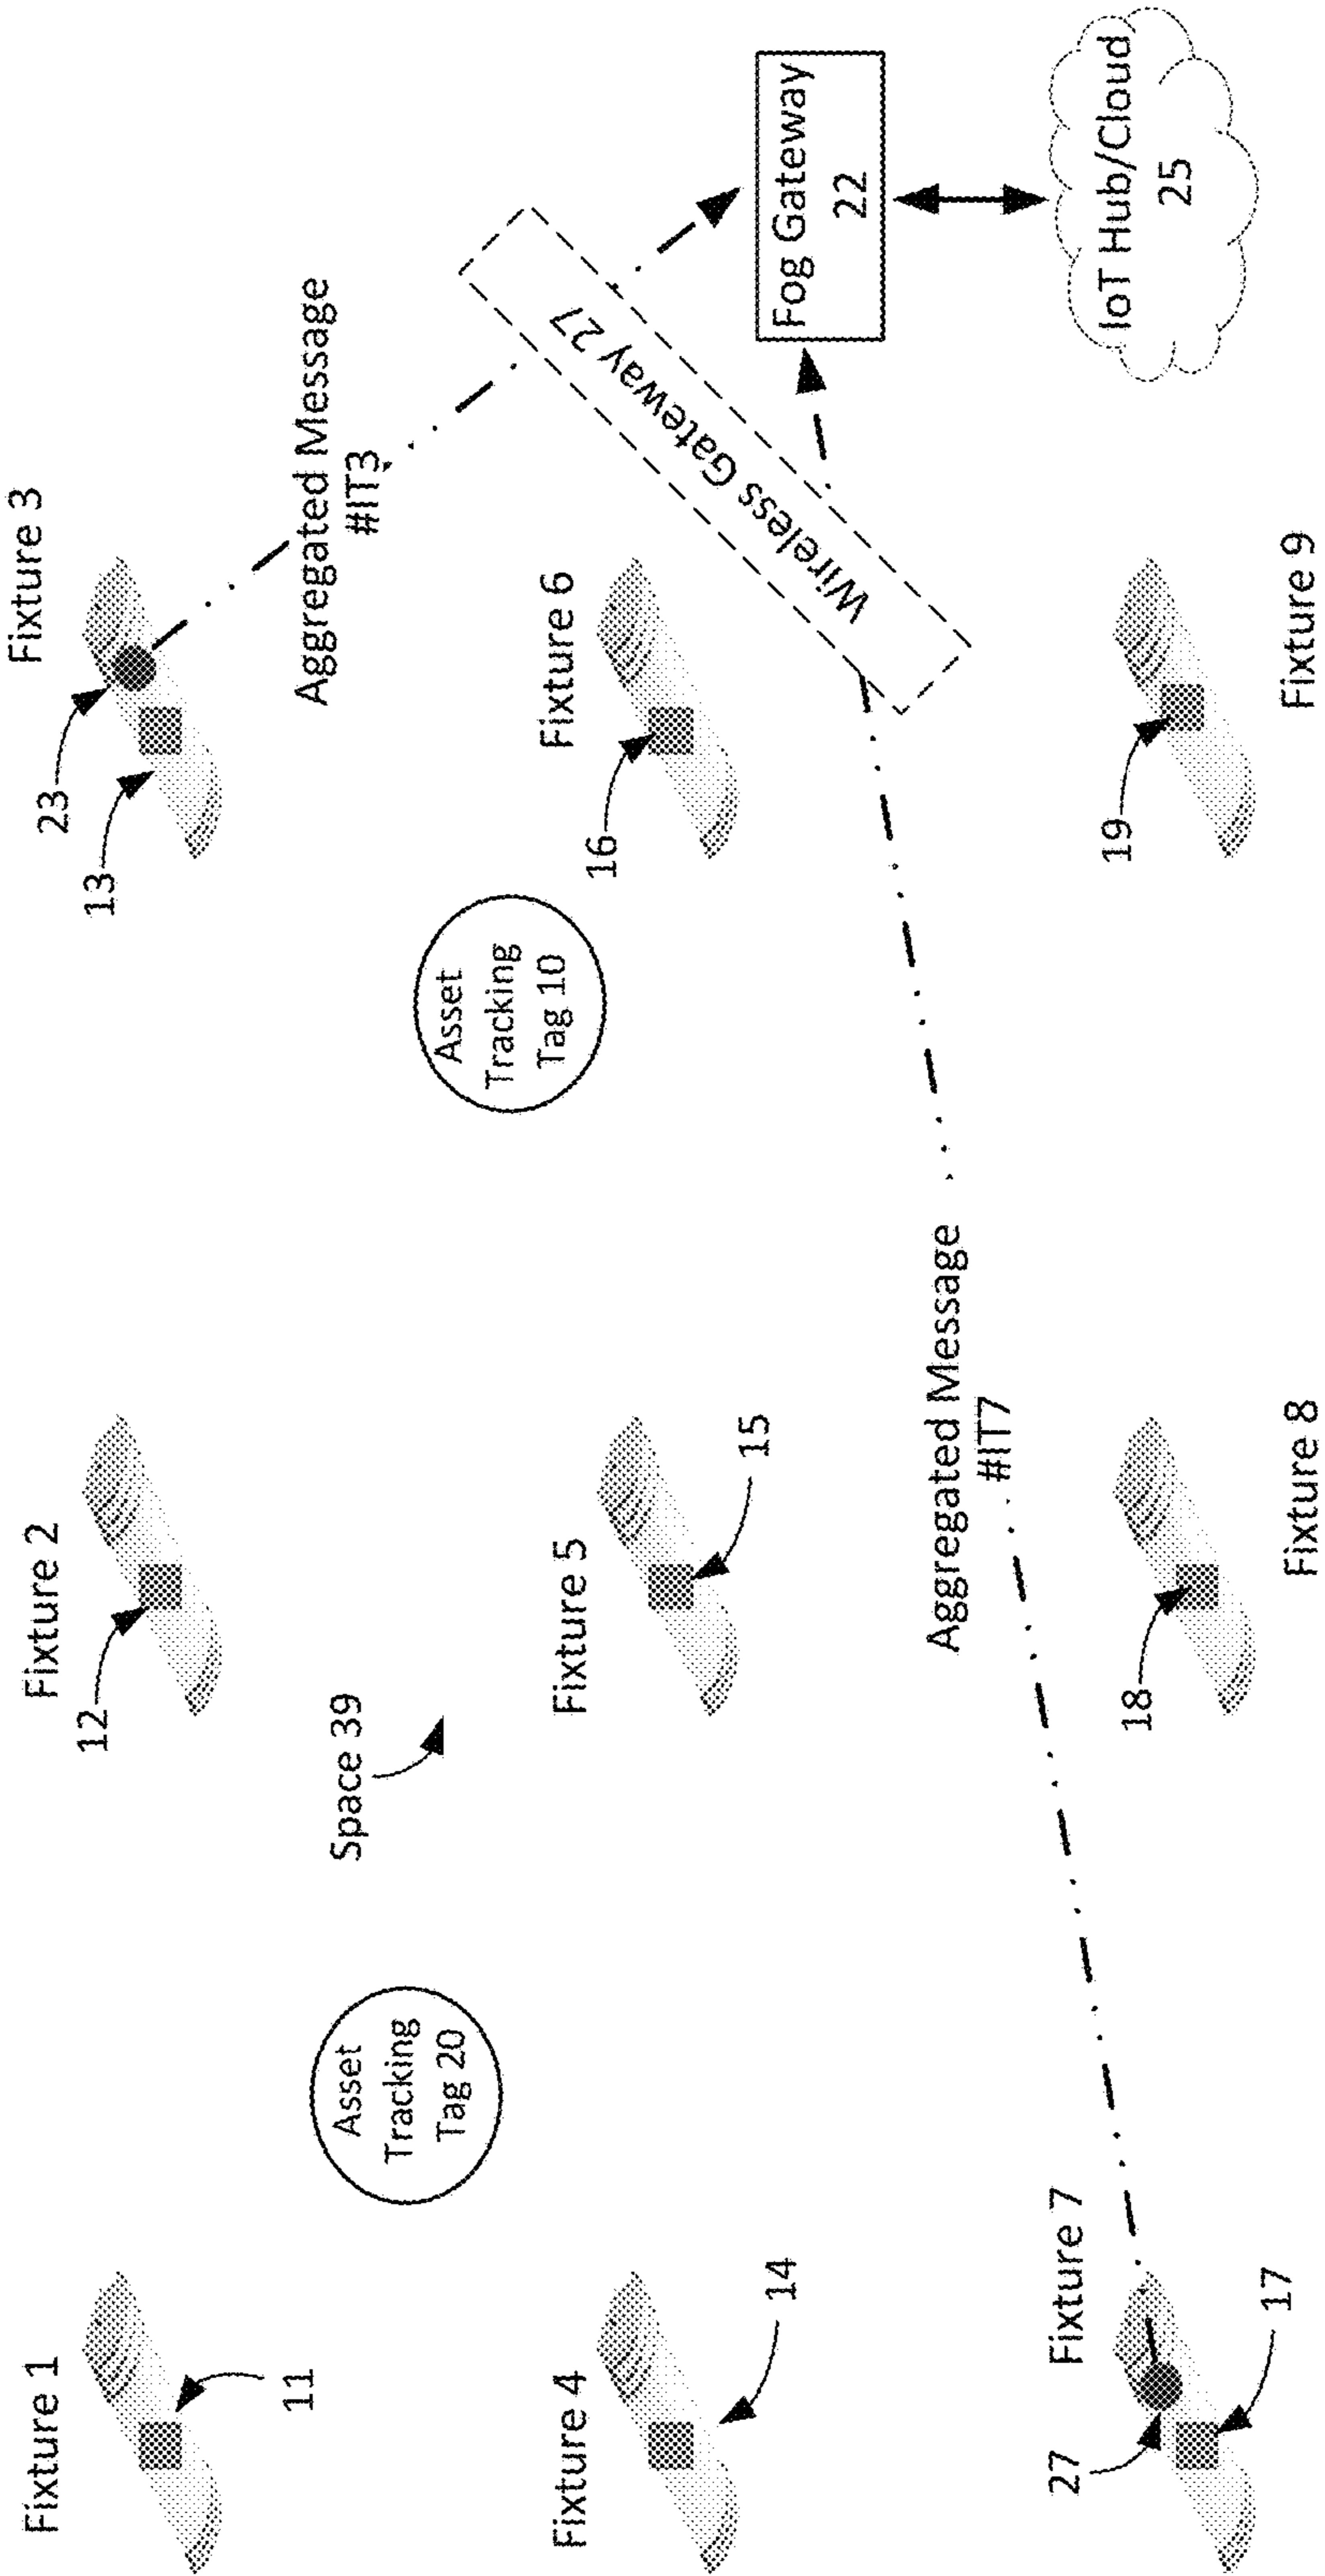 Fixture 1
11
Fixture 2
12
Fixture 3
23
13
Asset
Tracking
Tag 20
Space 39
Aggregated Message
#IT3
Asset
Tracking
Tag 10
Fixture 4
14
Fixture 5
15
Fixture 6
16
Wireless Gateway 27
Fog Gateway
22
Aggregated Message
#IT7
Fixture 7
27
17
18
Fixture 8
19
Fixture 9
IoT Hub/Cloud
25